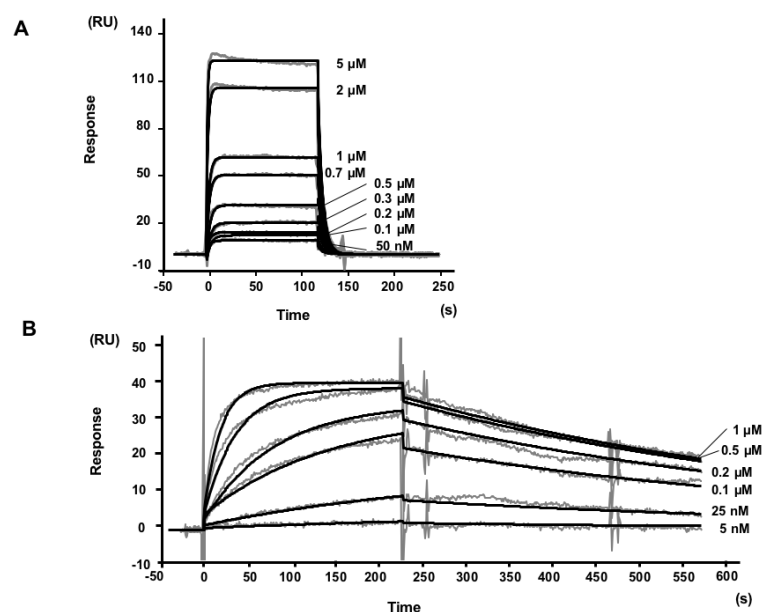 A
(RU)
140
110
80
50
20
-10
Response
5 µM
2 µM
1 µM
0.7 µM
0.5 µM
0.3 µM
0.2 µM
0.1 µM
50 nM
-50 0 50 100 150 200 250
(s)
Time
B
(RU)
50
40
30
20
10
0
-10
Response
1 µM
0.5 µM
0.2 µM
0.1 µM
25 nM
5 nM
-50 0 50 100 150 200 250 300 350 400 450 500 550 600
(s)
Time